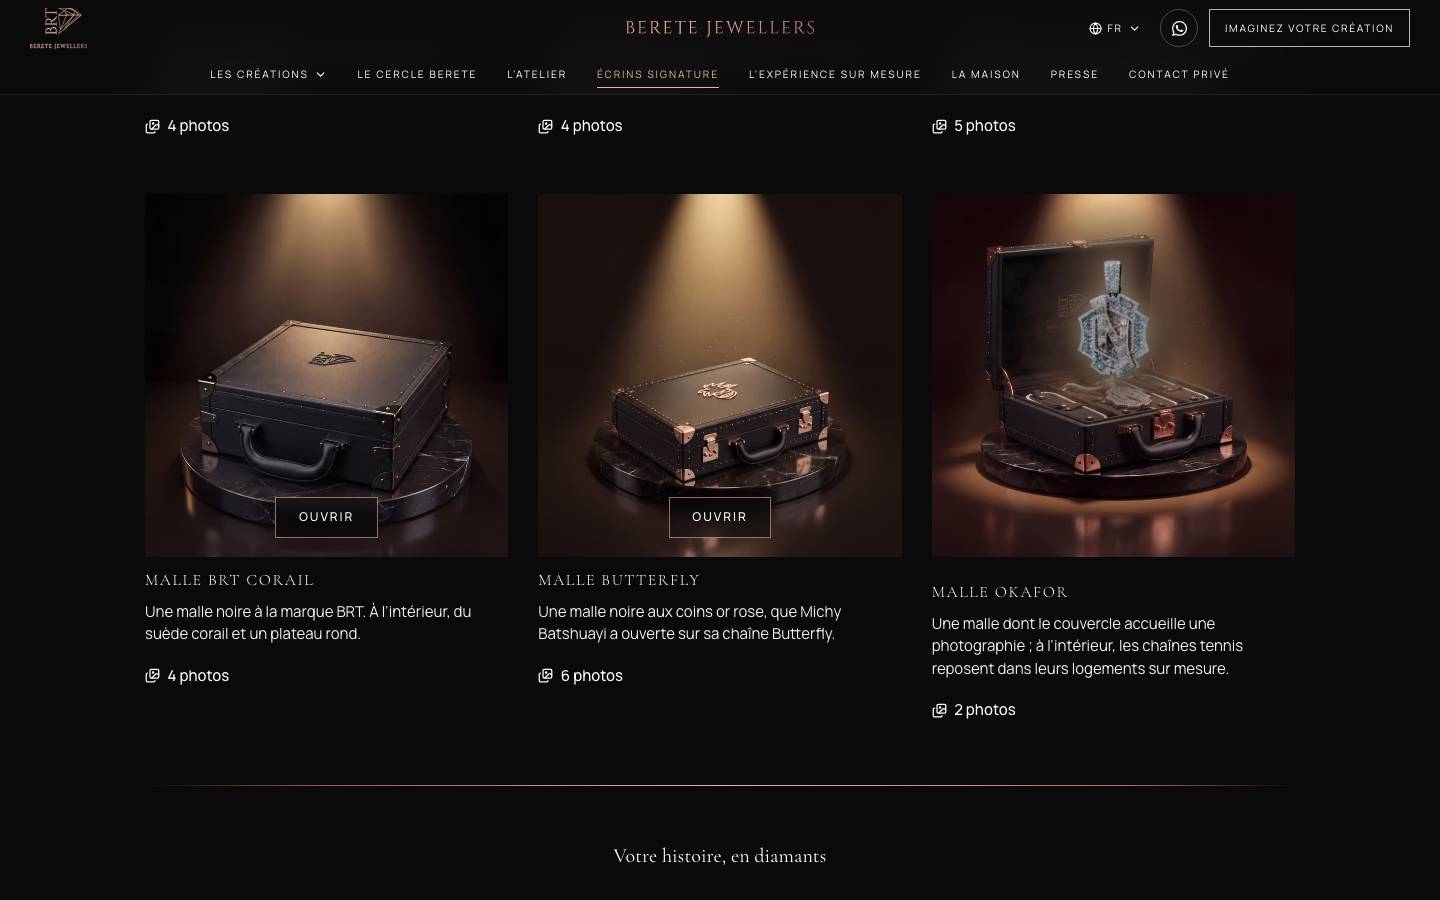 BRT
BERETE JEWELLERS
BERETE JEWELLERS
FR
IMAGINEZ VOTRE CRÉATION
LES CRÉATIONS
LE CERCLE BERETE
L'ATELIER
ÉCRINS SIGNATURE
L'EXPÉRIENCE SUR MESURE
LA MAISON
PRESSE
CONTACT PRIVÉ
4 photos
4 photos
5 photos
BRT
OUVRIR
OUVRIR
MALLE BRT CORAIL
Une malle noire à la marque BRT. À l'intérieur, du
suède corail et un plateau rond.
4 photos
MALLE BUTTERFLY
Une malle noire aux coins or rose, que Michy
Batshuayi a ouverte sur sa chaîne Butterfly.
6 photos
MALLE OKAFOR
Une malle dont le couvercle accueille une
photographie ; à l'intérieur, les chaînes tennis
reposent dans leurs logements sur mesure.
2 photos
Votre histoire, en diamants